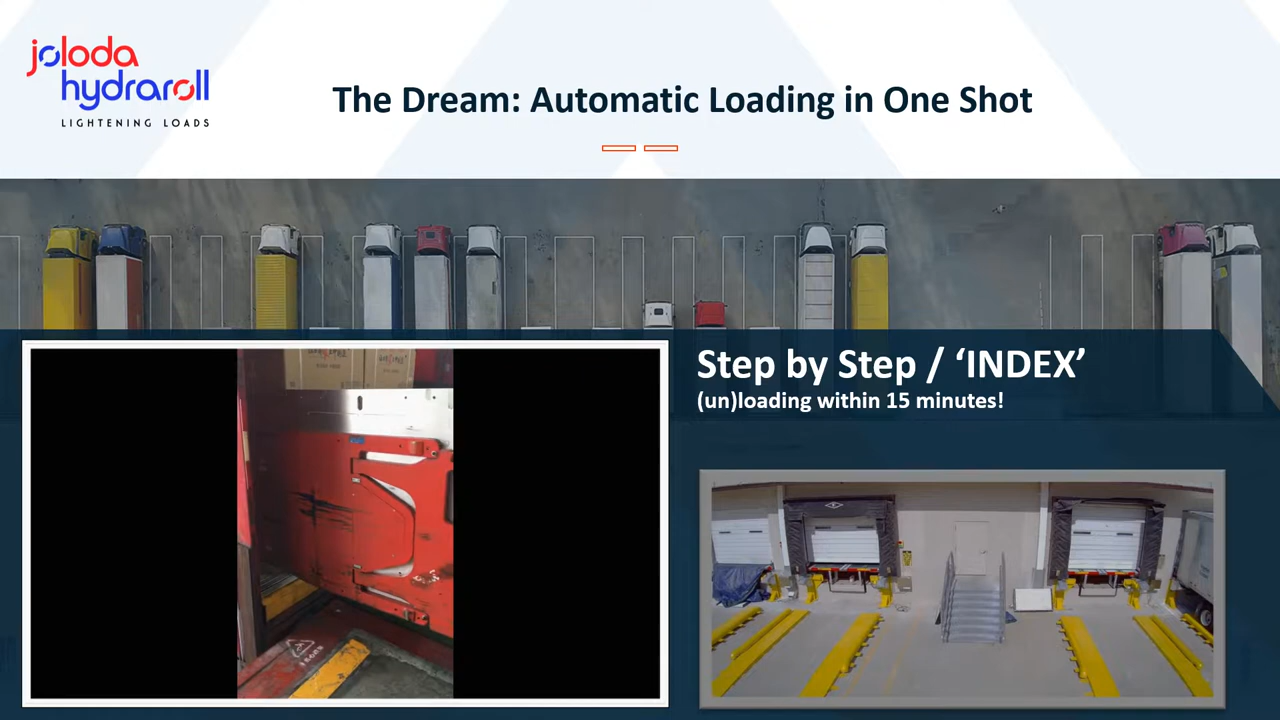 joloda
hydraroll
LIGHTENING LOADS
The Dream: Automatic Loading in One Shot
Step by Step / ‘INDEX’
(un)loading within 15 minutes!